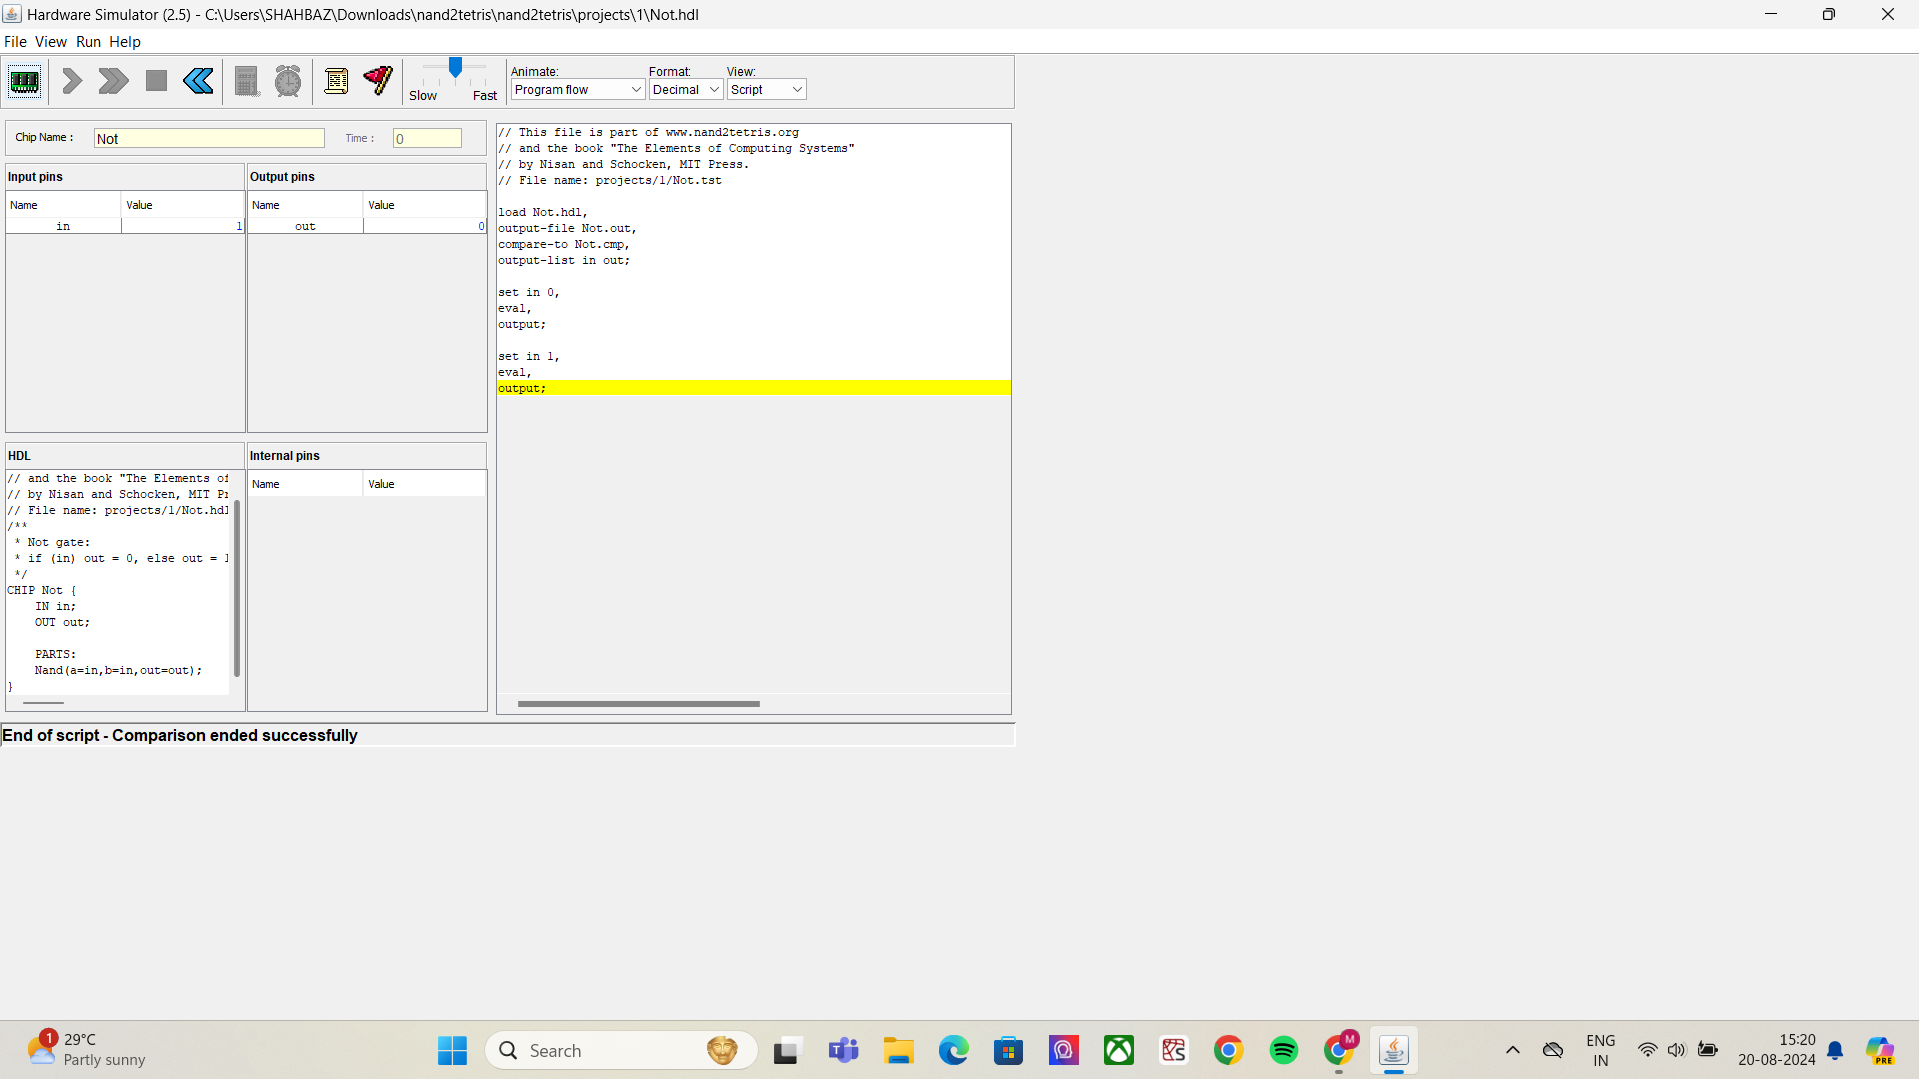 Hardware Simulator (2.5) - C:\Users\SHAHBAZ\Downloads\nand2tetris\nand2tetris\projects\1\Not.hdl
File View Run Help
Slow Fast
Animate: Format: View:
Program flow Decimal Script
Chip Name : Not Time : 0
Input pins
Name Value
in 1
Output pins
Name Value
out 0
HDL
// and the book "The Elements of
// by Nisan and Schocken, MIT Pr
// File name: projects/1/Not.hdl
/**
* Not gate:
* if (in) out = 0, else out = 1
*/
CHIP Not {
IN in;
OUT out;
PARTS:
Nand(a=in,b=in,out=out);
}
Internal pins
Name Value
// This file is part of www.nand2tetris.org
// and the book "The Elements of Computing Systems"
// by Nisan and Schocken, MIT Press.
// File name: projects/1/Not.tst
load Not.hdl,
output-file Not.out,
compare-to Not.cmp,
output-list in out;
set in 0,
eval,
output;
set in 1,
eval,
output;
End of script - Comparison ended successfully
1
29°C
Partly sunny
Search
M
ENG
IN
15:20
20-08-2024
PRE